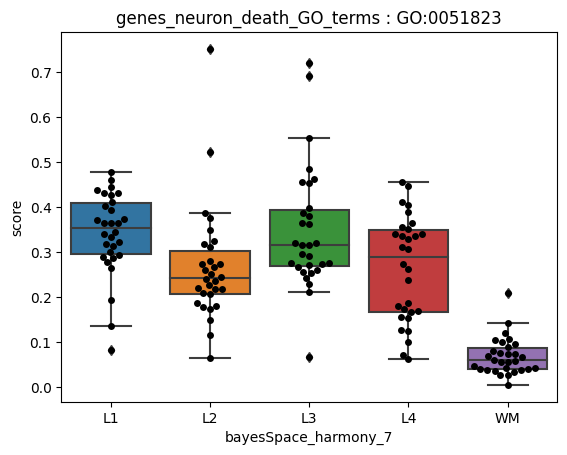 genes_neuron_death_GO_terms : GO:0051823
score
0.7
0.6
0.5
0.4
0.3
0.2
0.1
0.0
L1 L2 L3 L4 WM
bayesSpace_harmony_7